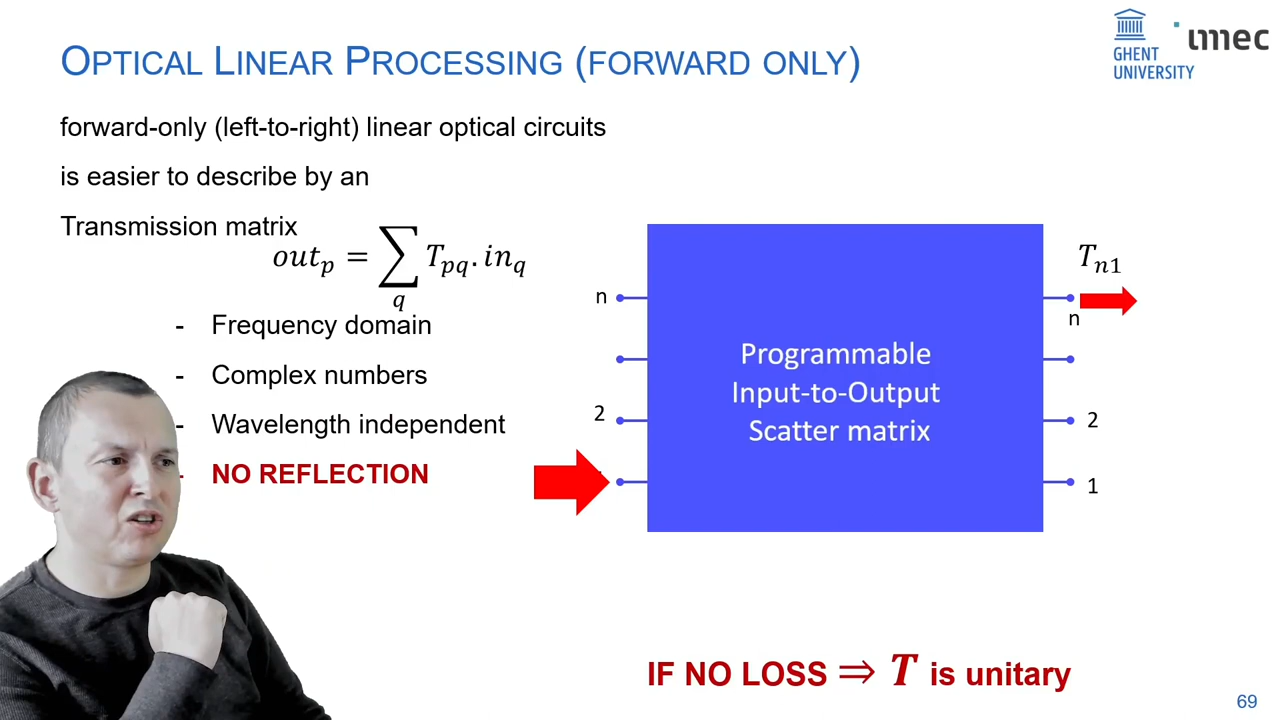 OPTICAL LINEAR PROCESSING (FORWARD ONLY)
GHENT
UNIVERSITY
imec
forward-only (left-to-right) linear optical circuits
is easier to describe by an
Transmission matrix
out_p = ∑_q T_pq . in_q
- Frequency domain
- Complex numbers
- Wavelength independent
- NO REFLECTION
n
2
Programmable
Input-to-Output
Scatter matrix
T_n1
n
2
1
IF NO LOSS ⇒ T is unitary
69